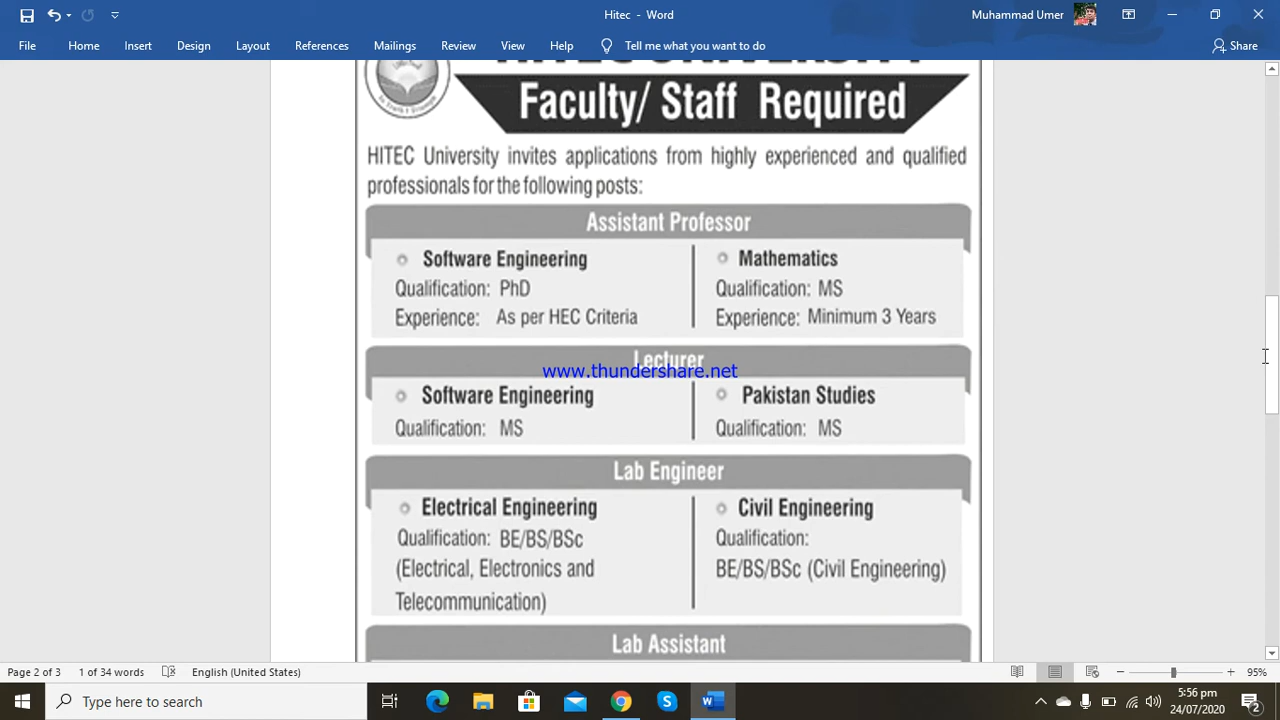 Hitec - Word
Muhammad Umer
File Home Insert Design Layout References Mailings Review View Help Tell me what you want to do Share
HITEC UNIVERSITY
Faculty/ Staff Required
HITEC University invites applications from highly experienced and qualified
professionals for the following posts:
Assistant Professor
Software Engineering
Qualification: PhD
Experience: As per HEC Criteria
Mathematics
Qualification: MS
Experience: Minimum 3 Years
Lecturer
www.thundershare.net
Software Engineering
Qualification: MS
Pakistan Studies
Qualification: MS
Lab Engineer
Electrical Engineering
Qualification: BE/BS/BSc
(Electrical, Electronics and
Telecommunication)
Civil Engineering
Qualification:
BE/BS/BSc (Civil Engineering)
Lab Assistant
Page 2 of 3 1 of 34 words English (United States) 95%
Type here to search
5:56 pm
24/07/2020
2